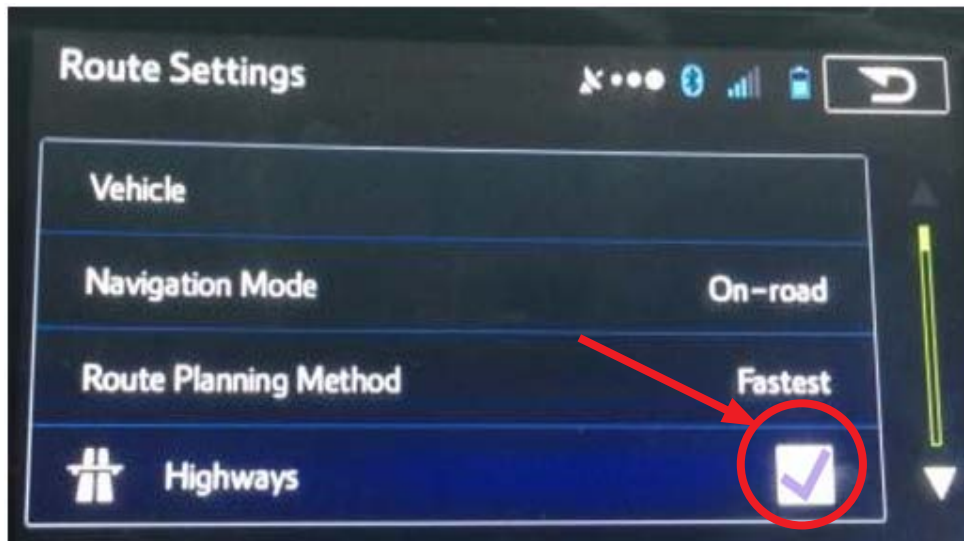 Route Settings
Vehicle
Navigation Mode On-road
Route Planning Method Fastest
Highways